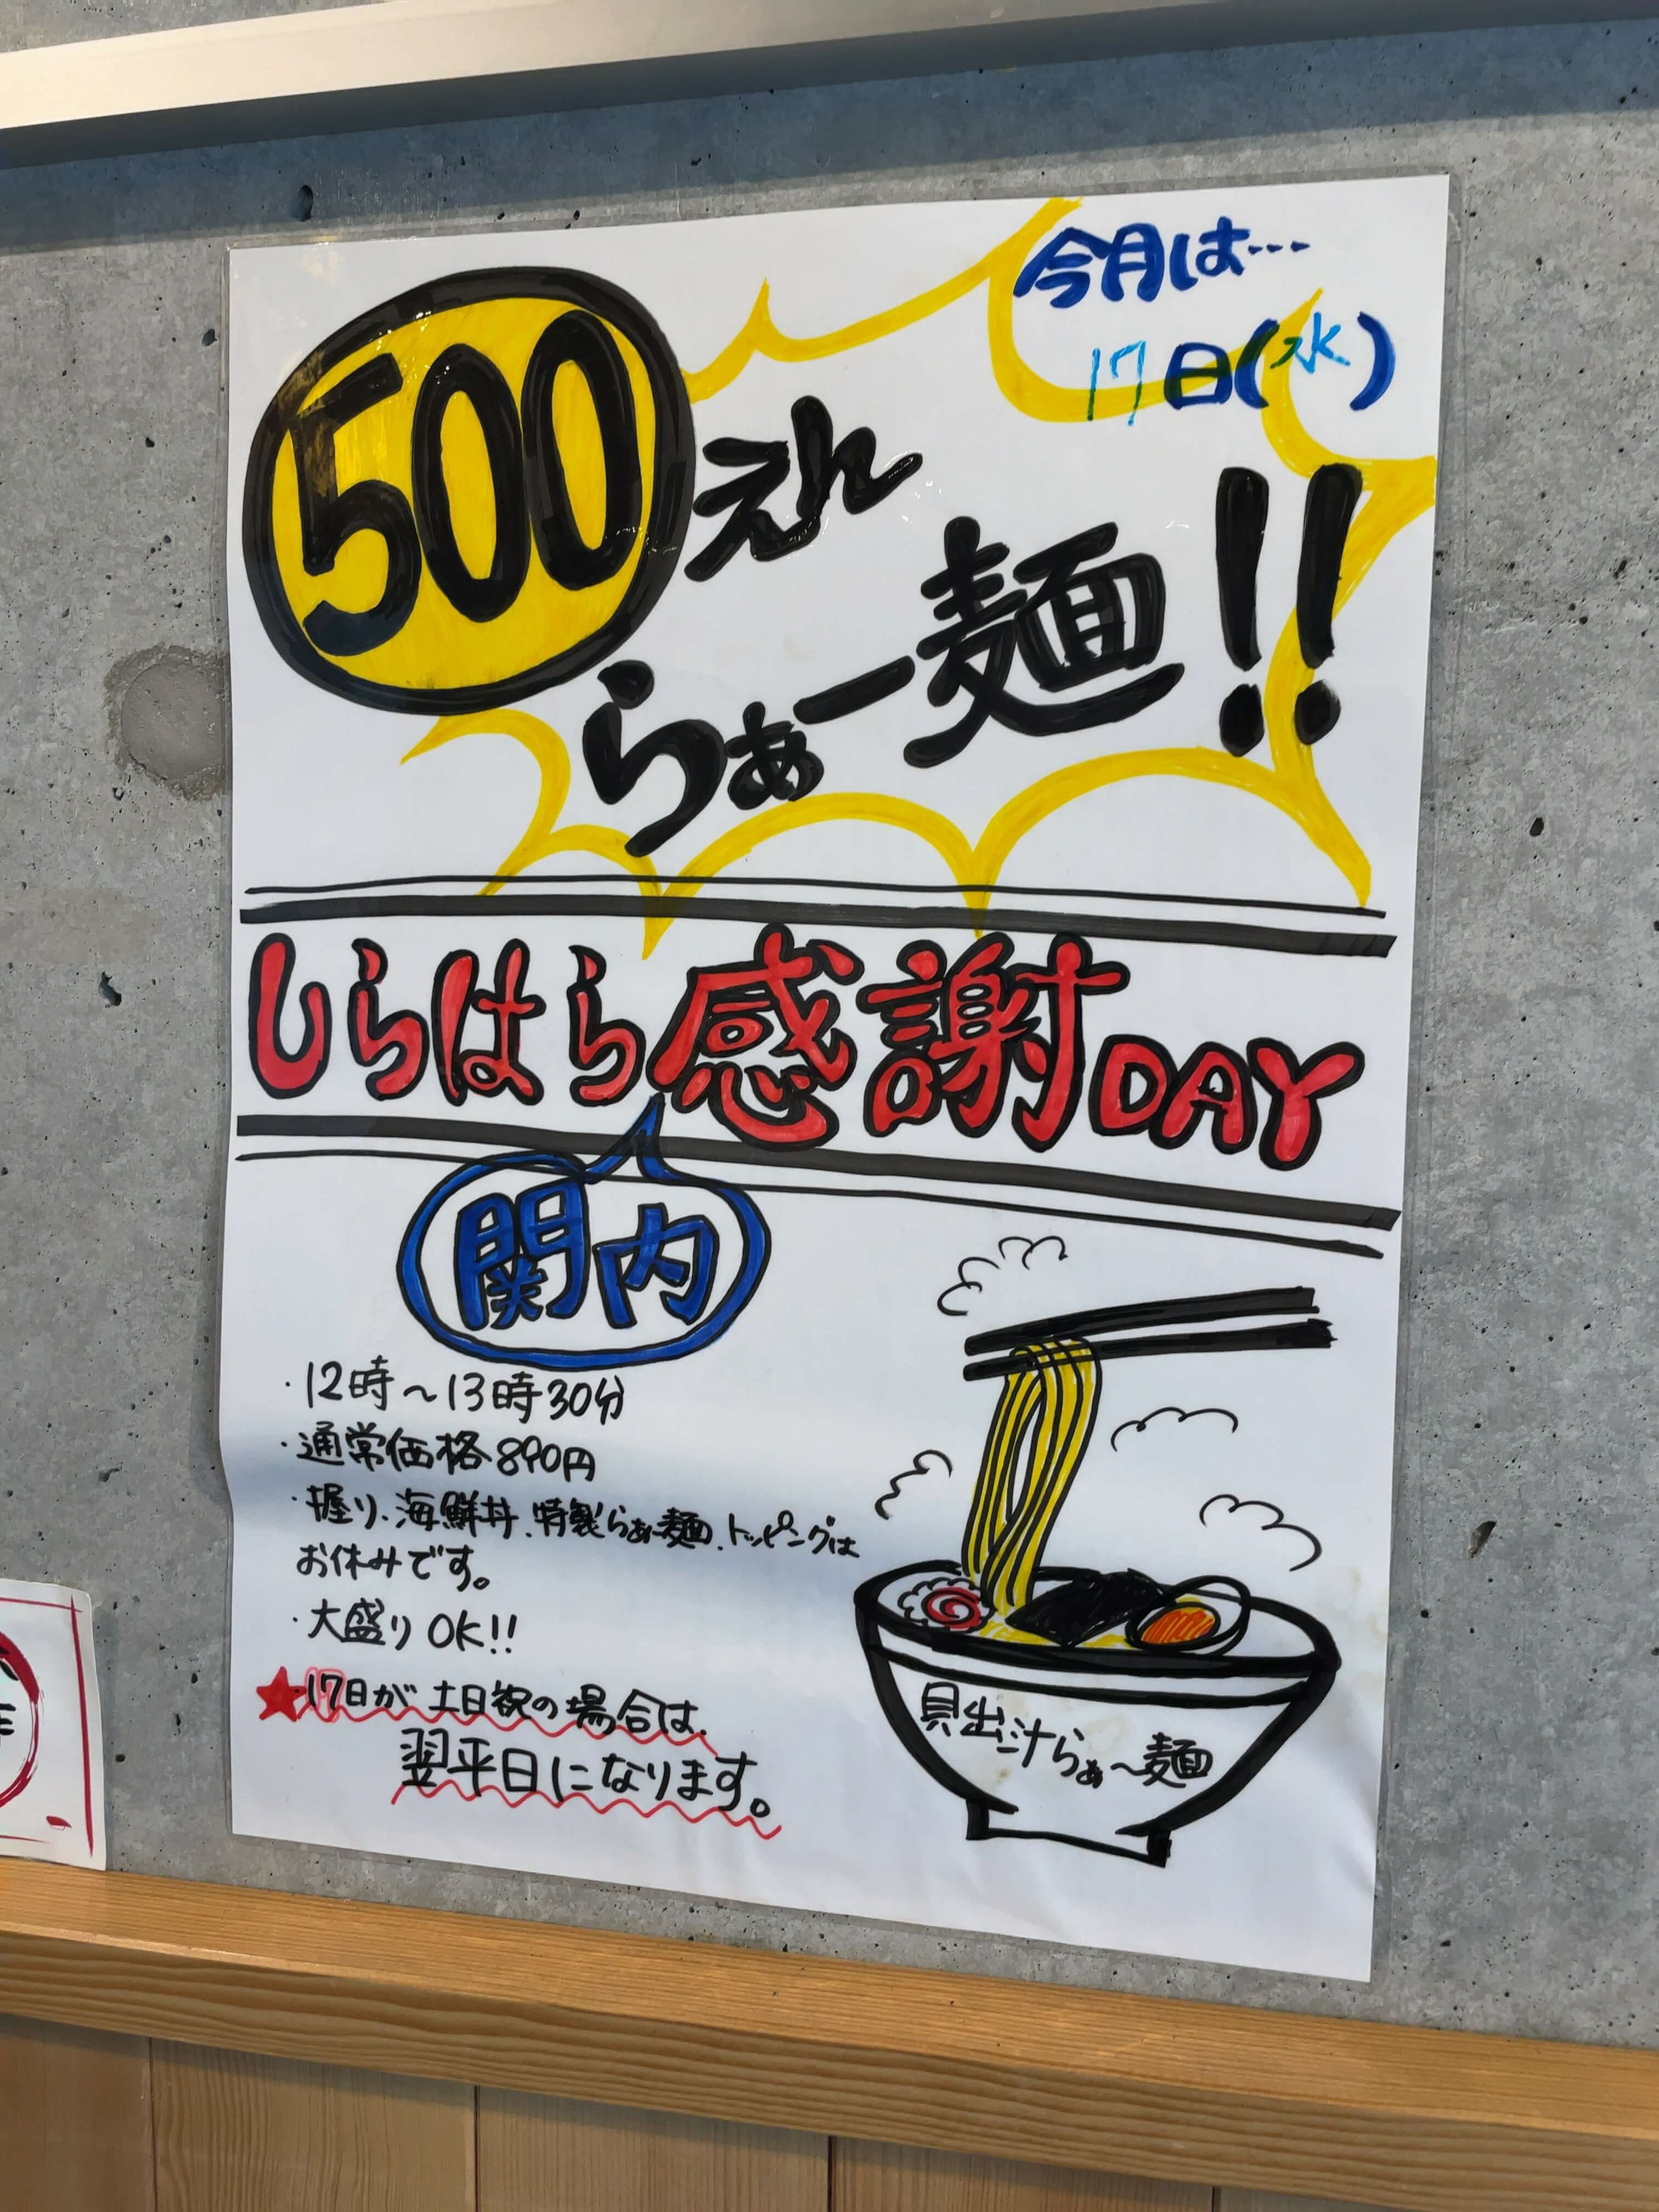 今月は…
17日(水)
500えん
らぁー麺!!
しらはら感謝DAY
関内
・12時～13時30分
・通常価格890円
・握り、海鮮丼、特製らぁー麺、トッピングは
お休みです。
・大盛りOK!!
★17日が土日祝の場合は、
翌平日になります。
貝出汁らぁ～麺